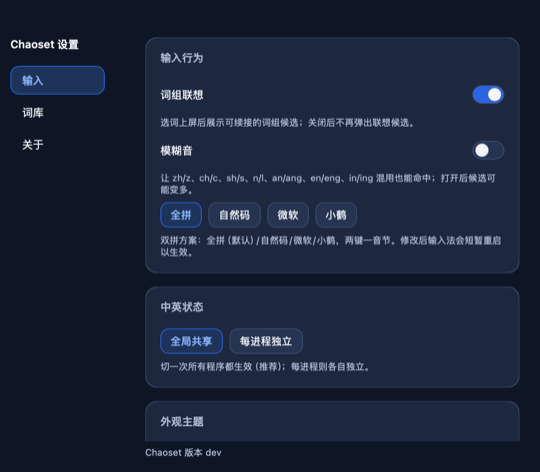 Chaoset 设置
输入
词库
关于
输入行为
词组联想
选词上屏后展示可续接的词组候选；关闭后不再弹出联想候选。
模糊音
让 zh/z、ch/c、sh/s、n/l、an/ang、en/eng、in/ing 混用也能命中；打开后候选可
能变多。
全拼 自然码 微软 小鹤
双拼方案：全拼 (默认) /自然码/微软/小鹤，两键一音节。修改后输入法会短暂重启
以生效。
中英状态
全局共享 每进程独立
切一次所有程序都生效 (推荐)；每进程则各自独立。
外观主题
Chaoset 版本 dev